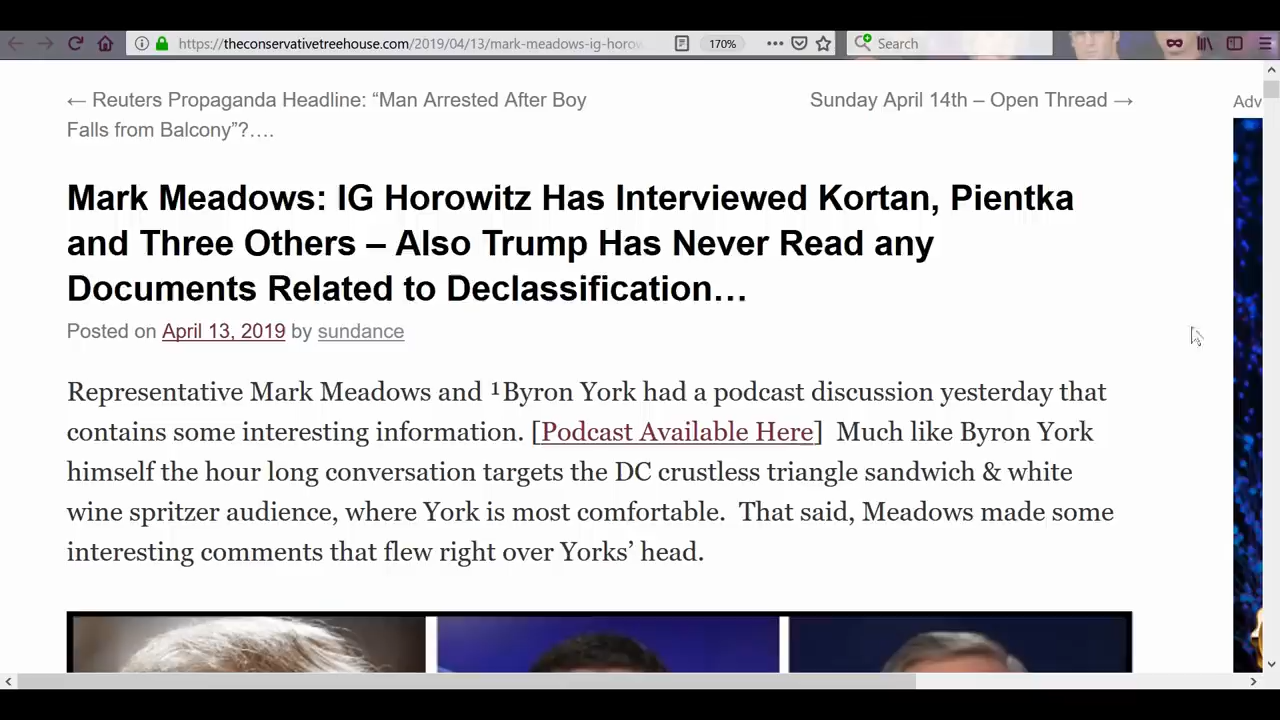 https://theconservativetreehouse.com/2019/04/13/mark-meadows-ig-horow
170%
Search
← Reuters Propaganda Headline: “Man Arrested After Boy
Falls from Balcony”?….
Sunday April 14th – Open Thread →
Adv
Mark Meadows: IG Horowitz Has Interviewed Kortan, Pientka
and Three Others – Also Trump Has Never Read any
Documents Related to Declassification…
Posted on April 13, 2019 by sundance
Representative Mark Meadows and ¹Byron York had a podcast discussion yesterday that
contains some interesting information. [Podcast Available Here]  Much like Byron York
himself the hour long conversation targets the DC crustless triangle sandwich & white
wine spritzer audience, where York is most comfortable.  That said, Meadows made some
interesting comments that flew right over Yorks’ head.